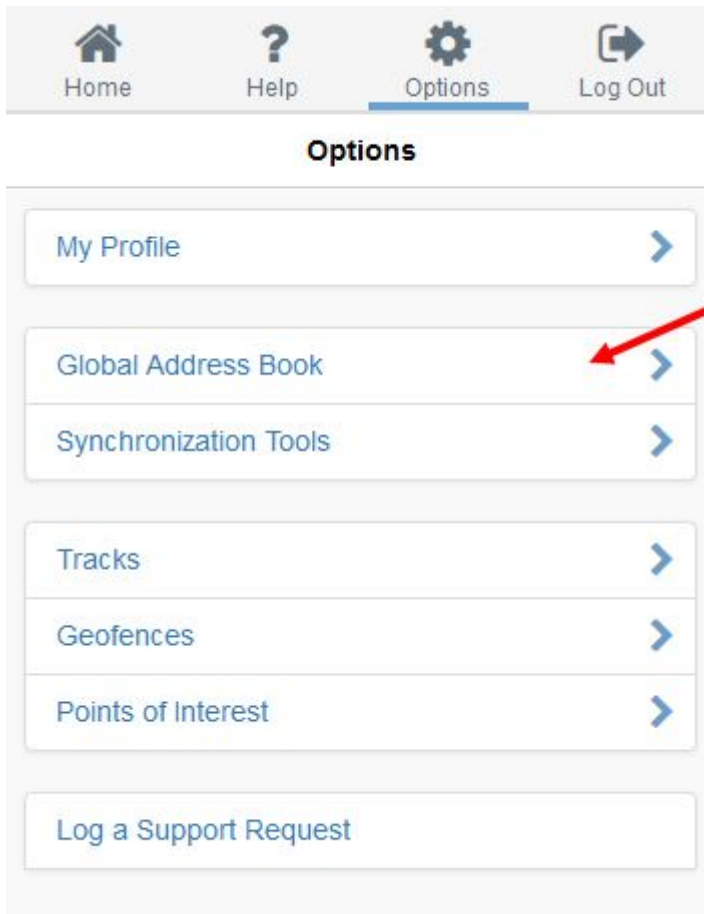 Home Help Options Log Out
Options
My Profile
Global Address Book
Synchronization Tools
Tracks
Geofences
Points of Interest
Log a Support Request